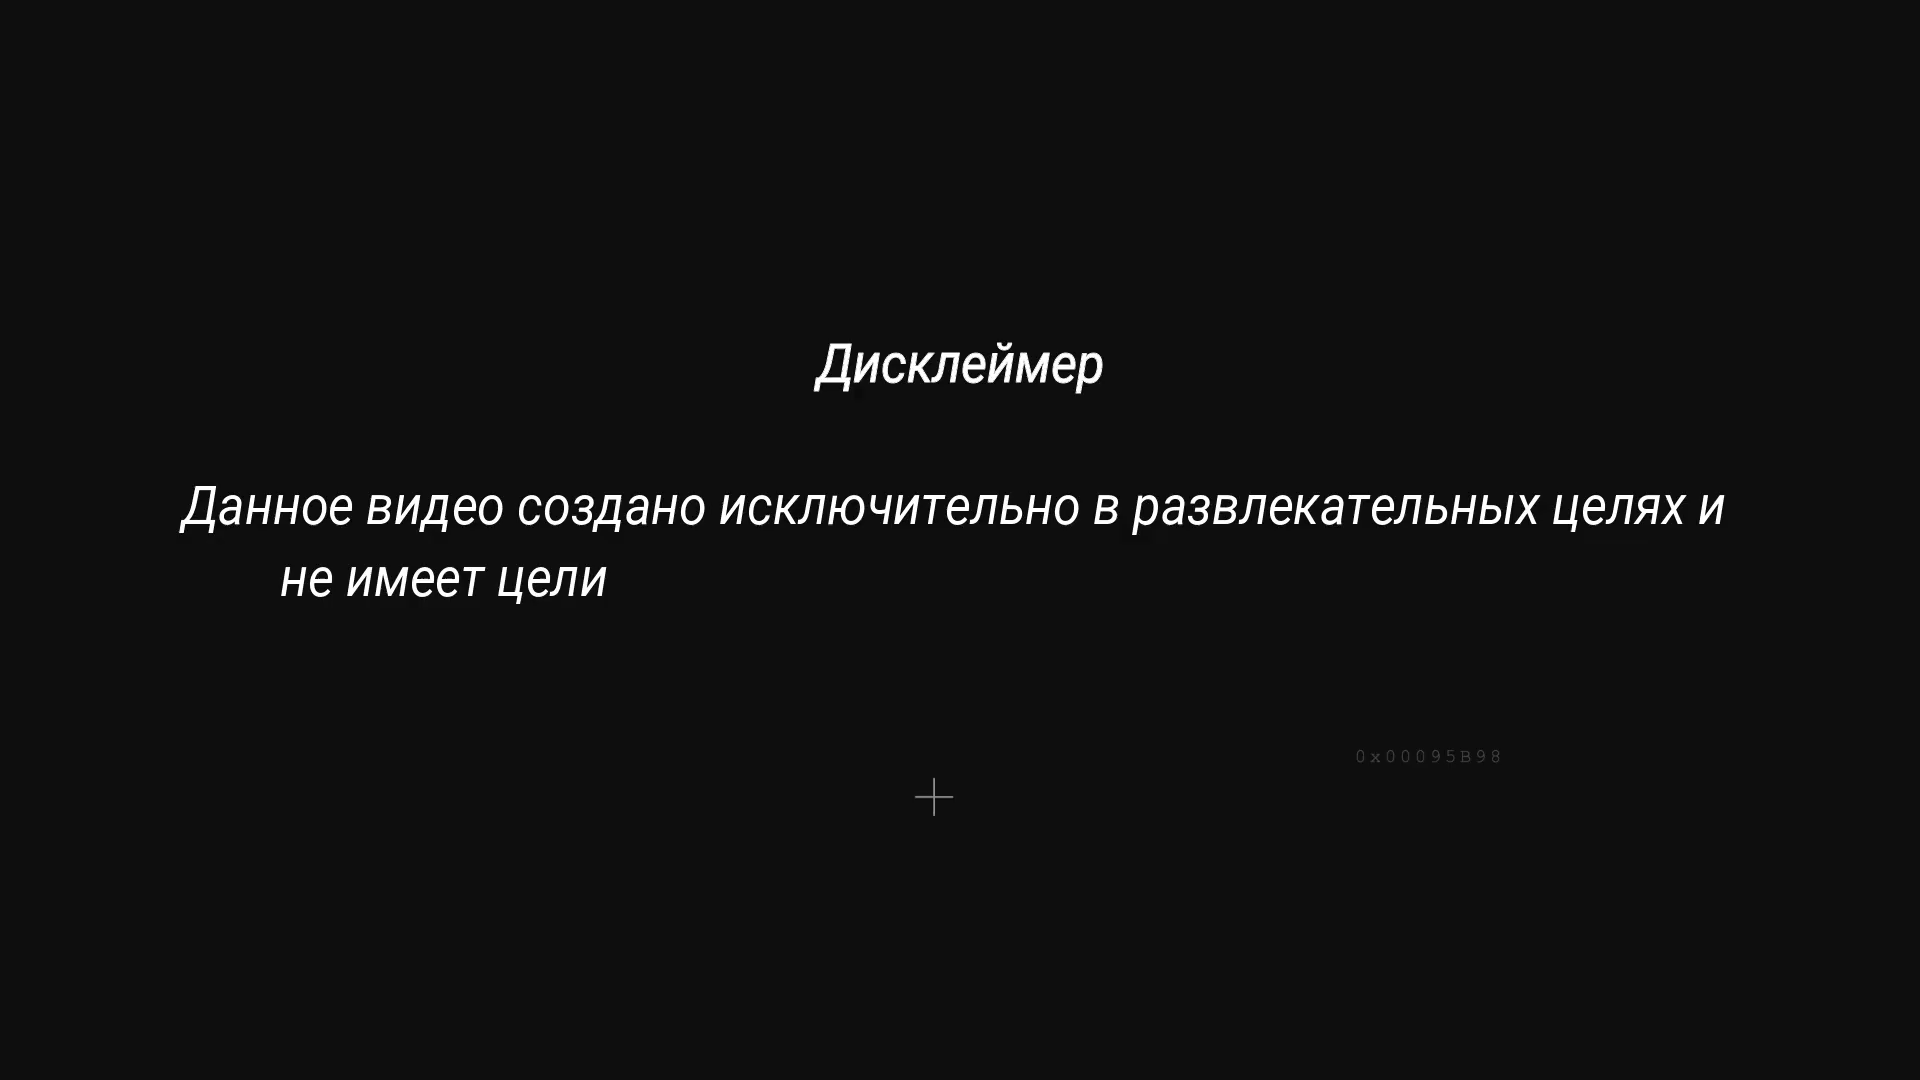 Дисклеймер
Данное видео создано исключительно в развлекательных целях и
не имеет цели
0x00095B98